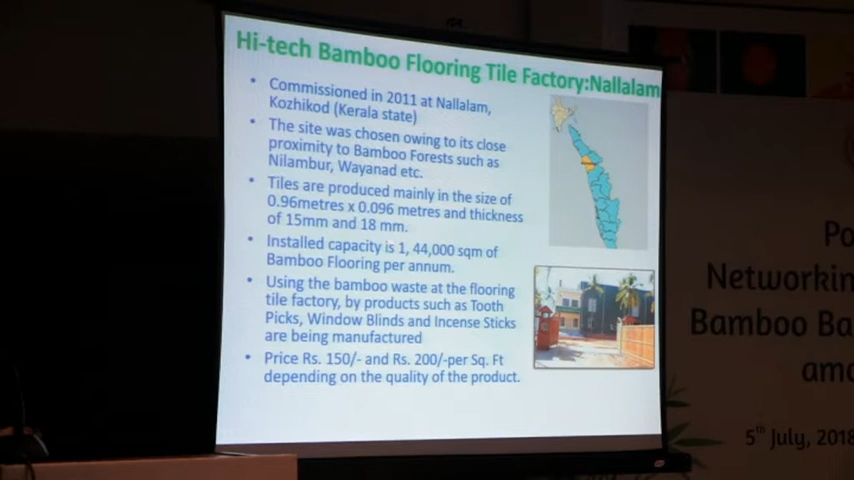 Hi-tech Bamboo Flooring Tile Factory:Nallalam
• Commissioned in 2011 at Nallalam,
Kozhikod (Kerala state)
• The site was chosen owing to its close
proximity to Bamboo Forests such as
Nilambur, Wayanad etc.
• Tiles are produced mainly in the size of
0.96metres x 0.096 metres and thickness
of 15mm and 18 mm.
• Installed capacity is 1, 44,000 sqm of
Bamboo Flooring per annum.
• Using the bamboo waste at the flooring
tile factory, by products such as Tooth
Picks, Window Blinds and Incense Sticks
are being manufactured
• Price Rs. 150/- and Rs. 200/-per Sq. Ft
depending on the quality of the product.
Po
Networkin
Bamboo Ba
amo
5th July, 2018